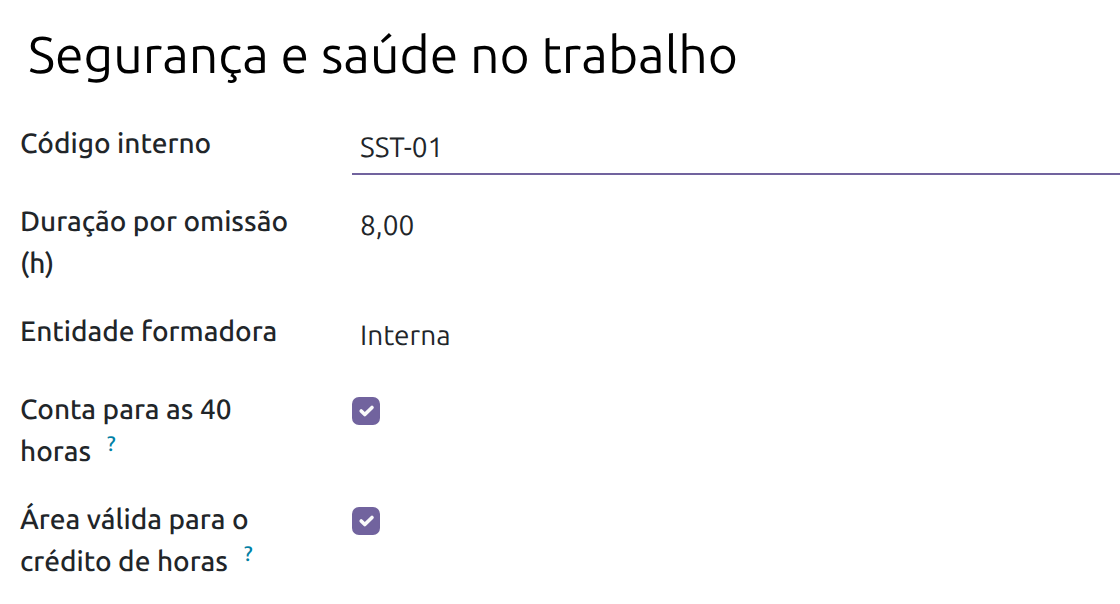 Segurança e saúde no trabalho
Código interno
SST-01
Duração por omissão
(h)
8,00
Entidade formadora
Interna
Conta para as 40
horas ?
Área válida para o
crédito de horas ?